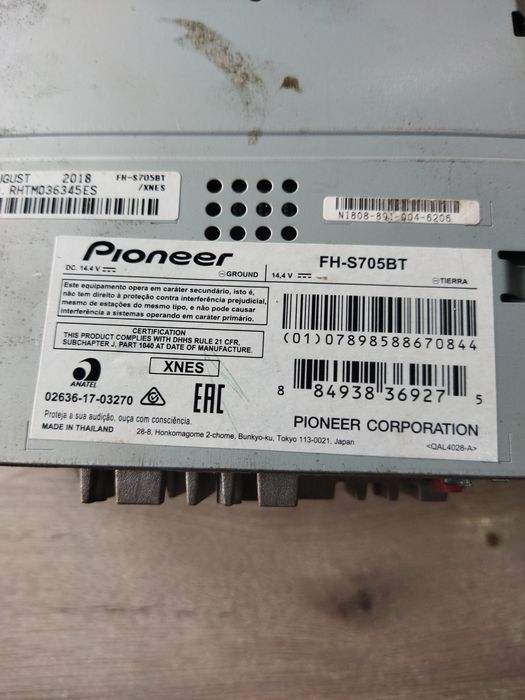 2018
FH-S705BT
/XNES
RHTM036345ES
N1808-891-004-6206
Pioneer
FH-S705BT
DC. 14.4 V
GROUND
14,4 V
TIERRA
Este equipamento opera em caráter secundário, isto é,
não tem direito à proteção contra interferência prejudicial,
mesmo de estações do mesmo tipo, e não pode causar
interferência a sistemas operando em caráter primário.
CERTIFICATION
THIS PRODUCT COMPLIES WITH DHHS RULE 21 CFR,
SUBCHAPTER J, PART 1040 AT DATE OF MANUFACTURE.
(01)07898588670844
XNES
ANATEL
02636-17-03270
EAC
8 84938 36927 5
Proteja a sua audição, ouça com consciência.
PIONEER CORPORATION
MADE IN THAILAND
28-8, Honkomagome 2-chome, Bunkyo-ku, Tokyo 113-0021, Japan
<QAL4028-A>